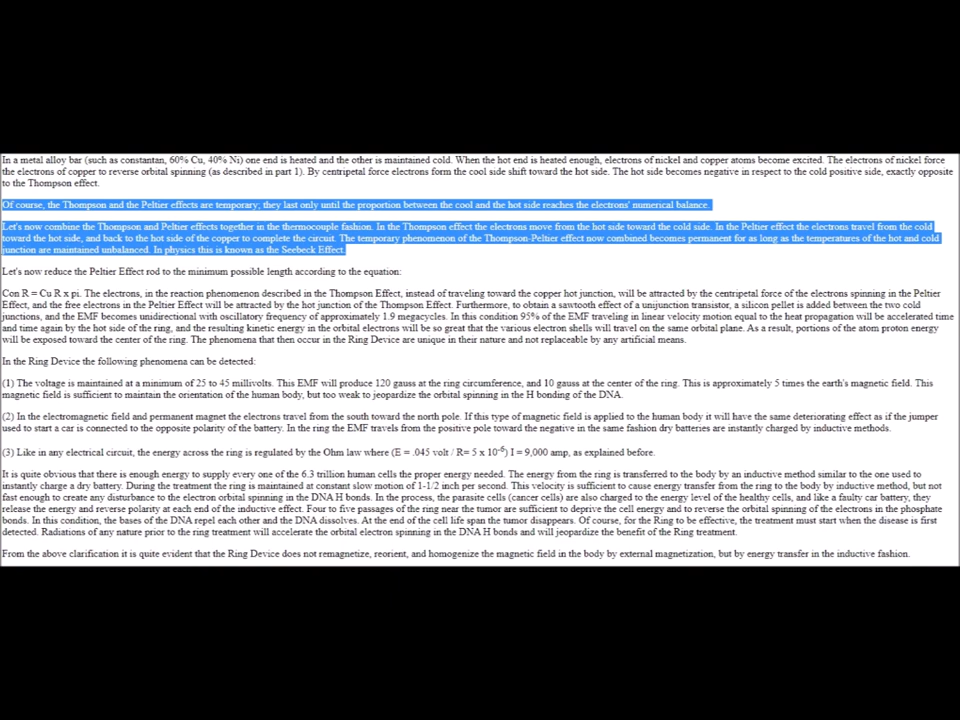 In a metal alloy bar (such as constantan, 60% Cu, 40% Ni) one end is heated and the other is maintained cold. When the hot end is heated enough, electrons of nickel and copper atoms become excited. The electrons of nickel force
the electrons of copper to reverse orbital spinning (as described in part 1). By centripetal force electrons form the cool side shift toward the hot side. The hot side becomes negative in respect to the cold positive side, exactly opposite
to the Thompson effect.
Of course, the Thompson and the Peltier effects are temporary; they last only until the proportion between the cool and the hot side reaches the electrons' numerical balance.
Let's now combine the Thompson and Peltier effects together in the thermocouple fashion. In the Thompson effect the electrons move from the hot side toward the cold side. In the Peltier effect the electrons travel from the cold
toward the hot side, and back to the hot side of the copper to complete the circuit. The temporary phenomenon of the Thompson-Peltier effect now combined becomes permanent for as long as the temperatures of the hot and cold
junction are maintained unbalanced. In physics this is known as the Seebeck Effect.
Let's now reduce the Peltier Effect rod to the minimum possible length according to the equation:
Con R = Cu R x pi. The electrons, in the reaction phenomenon described in the Thompson Effect, instead of traveling toward the copper hot junction, will be attracted by the centripetal force of the electrons spinning in the Peltier
Effect, and the free electrons in the Peltier Effect will be attracted by the hot junction of the Thompson Effect. Furthermore, to obtain a sawtooth effect of a unijunction transistor, a silicon pellet is added between the two cold
junctions, and the EMF becomes unidirectional with oscillatory frequency of approximately 1.9 megacycles. In this condition 95% of the EMF traveling in linear velocity motion equal to the heat propagation will be accelerated time
and time again by the hot side of the ring, and the resulting kinetic energy in the orbital electrons will be so great that the various electron shells will travel on the same orbital plane. As a result, portions of the atom proton energy
will be exposed toward the center of the ring. The phenomena that then occur in the Ring Device are unique in their nature and not replaceable by any artificial means.
In the Ring Device the following phenomena can be detected:
(1) The voltage is maintained at a minimum of 25 to 45 millivolts. This EMF will produce 120 gauss at the ring circumference, and 10 gauss at the center of the ring. This is approximately 5 times the earth's magnetic field. This
magnetic field is sufficient to maintain the orientation of the human body, but too weak to jeopardize the orbital spinning in the H bonding of the DNA.
(2) In the electromagnetic field and permanent magnet the electrons travel from the south toward the north pole. If this type of magnetic field is applied to the human body it will have the same deteriorating effect as if the jumper
used to start a car is connected to the opposite polarity of the battery. In the ring the EMF travels from the positive pole toward the negative in the same fashion dry batteries are instantly charged by inductive methods.
(3) Like in any electrical circuit, the energy across the ring is regulated by the Ohm law where (E = .045 volt / R= 5 x 10-6) I = 9,000 amp, as explained before.
It is quite obvious that there is enough energy to supply every one of the 6.3 trillion human cells the proper energy needed. The energy from the ring is transferred to the body by an inductive method similar to the one used to
instantly charge a dry battery. During the treatment the ring is maintained at constant slow motion of 1-1/2 inch per second. This velocity is sufficient to cause energy transfer from the ring to the body by inductive method, but not
fast enough to create any disturbance to the electron orbital spinning in the DNA H bonds. In the process, the parasite cells (cancer cells) are also charged to the energy level of the healthy cells, and like a faulty car battery, they
release the energy and reverse polarity at each end of the inductive effect. Four to five passages of the ring near the tumor are sufficient to deprive the cell energy and to reverse the orbital spinning of the electrons in the phosphate
bonds. In this condition, the bases of the DNA repel each other and the DNA dissolves. At the end of the cell life span the tumor disappears. Of course, for the Ring to be effective, the treatment must start when the disease is first
detected. Radiations of any nature prior to the ring treatment will accelerate the orbital electron spinning in the DNA H bonds and will jeopardize the benefit of the Ring treatment.
From the above clarification it is quite evident that the Ring Device does not remagnetize, reorient, and homogenize the magnetic field in the body by external magnetization, but by energy transfer in the inductive fashion.